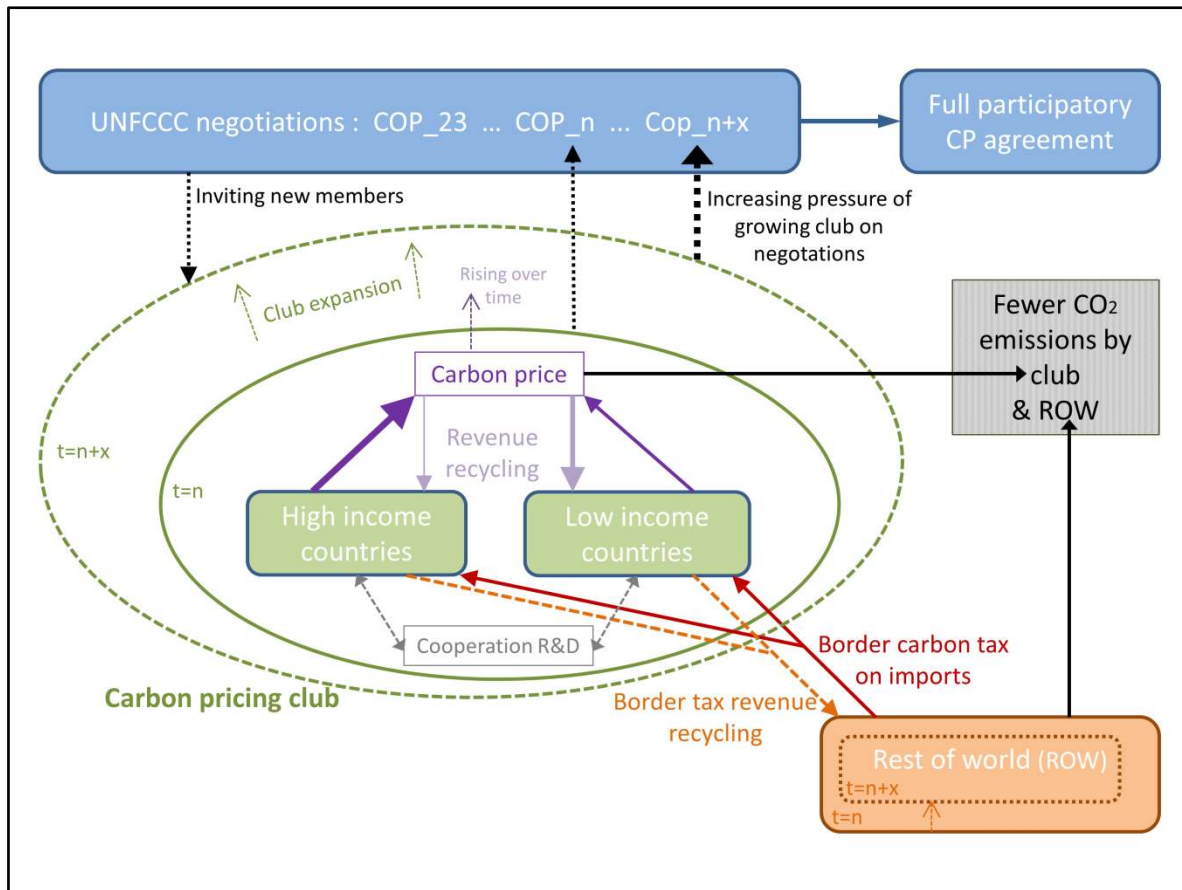 UNFCCC negotiations : COP_23 ... COP_n ... Cop_n+x
Full participatory
CP agreement
Inviting new members
Increasing pressure of
growing club on
negotations
Club expansion
Rising over
time
Fewer CO2
emissions by
club
& ROW
Carbon price
t=n+x
t=n
Revenue
recycling
High income
countries
Low income
countries
Cooperation R&D
Border carbon tax
on imports
Carbon pricing club
Border tax revenue
recycling
Rest of world (ROW)
t=n+x
t=n